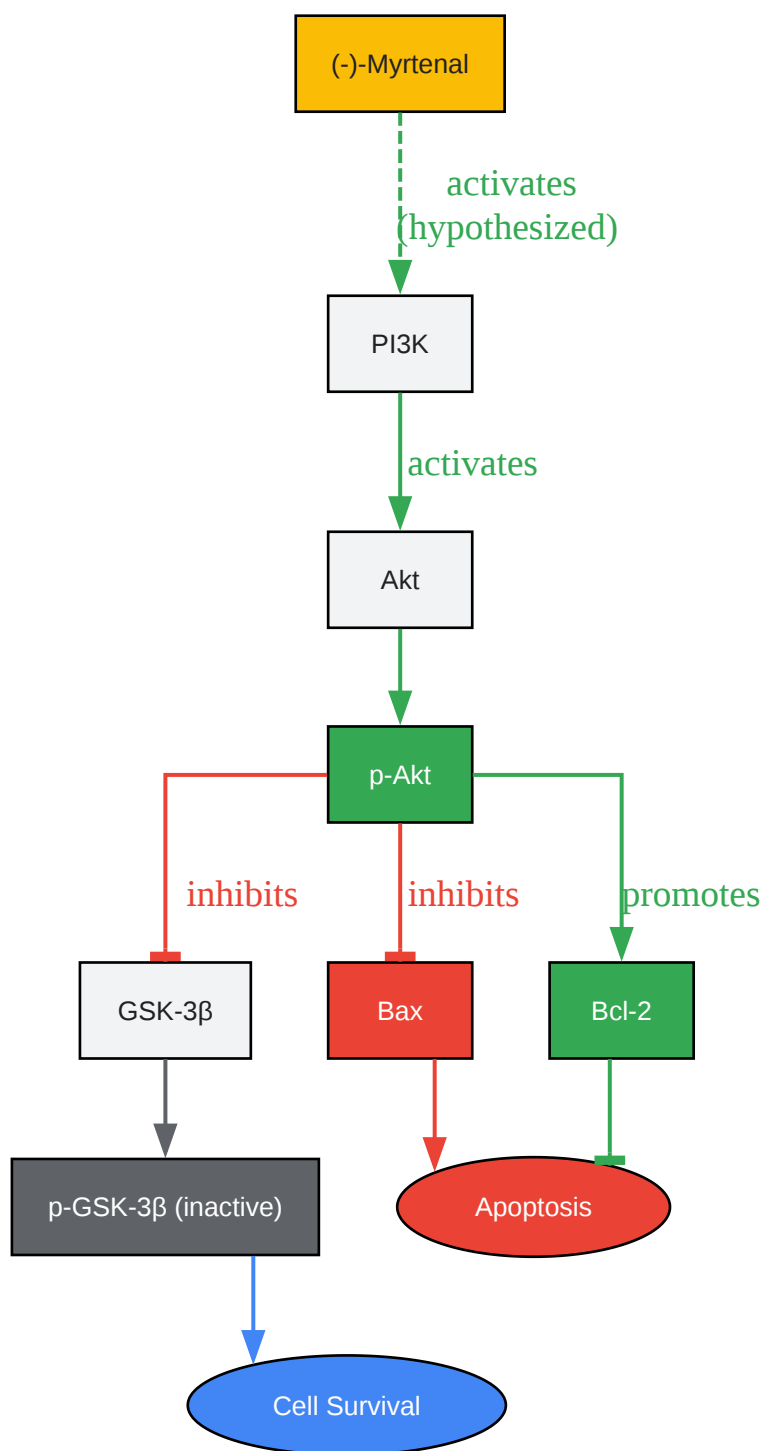 (-)-Myrtenal
activates
(hypothesized)
PI3K
activates
Akt
p-Akt
inhibits
inhibits
promotes
GSK-3β
Bax
Bcl-2
p-GSK-3β (inactive)
Apoptosis
Cell Survival